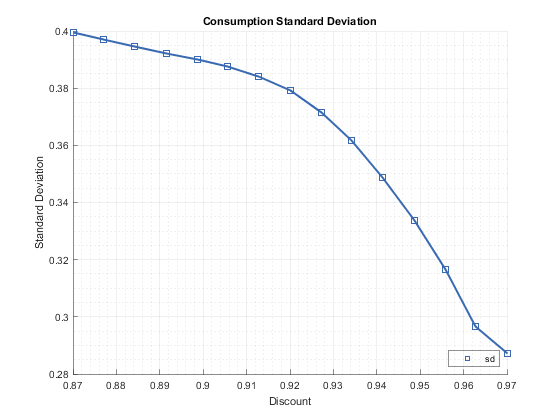 Consumption Standard Deviation
Standard Deviation
0.4
0.38
0.36
0.34
0.32
0.3
0.28
0.87 0.88 0.89 0.9 0.91 0.92 0.93 0.94 0.95 0.96 0.97
Discount
sd